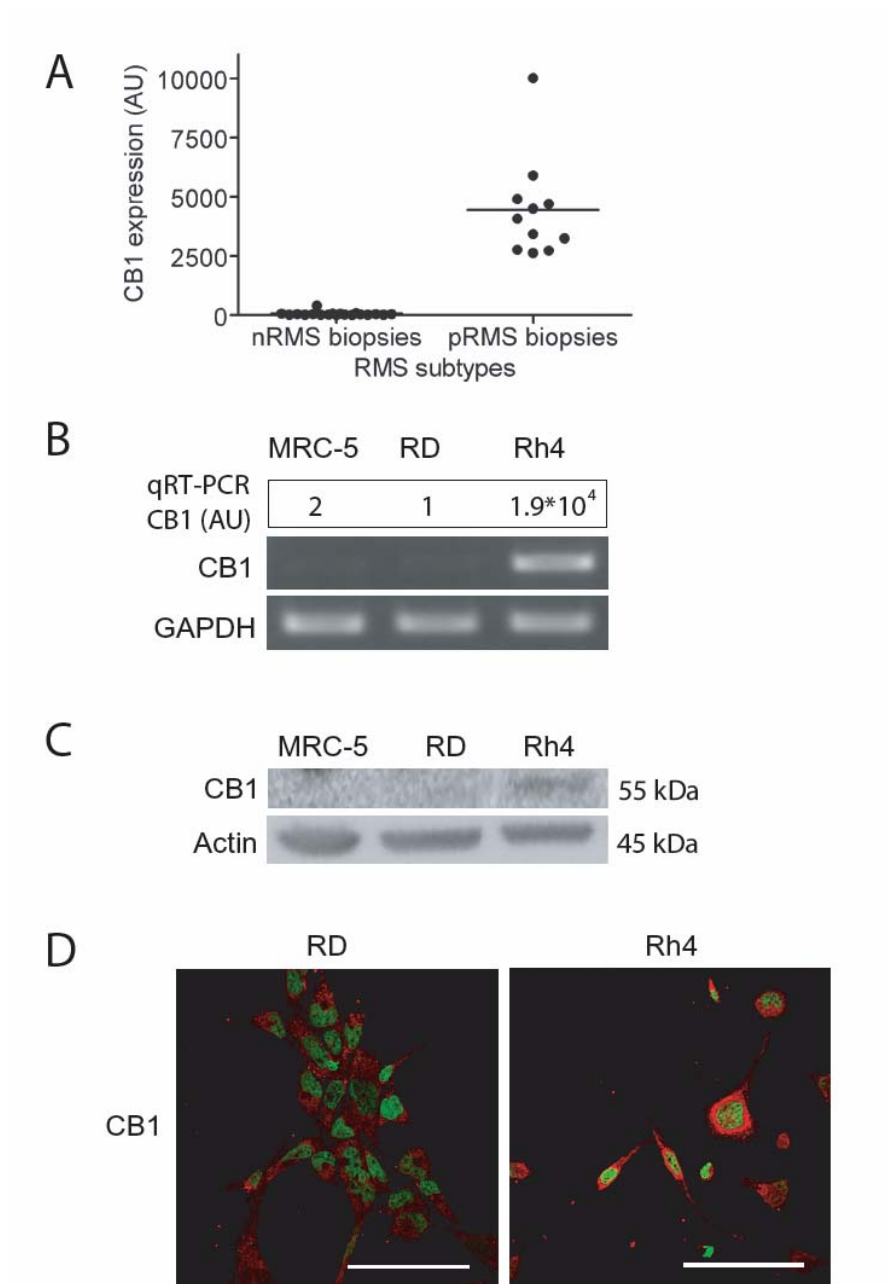 A
CB1 expression (AU)
10000
7500
5000
2500
0
nRMS biopsies pRMS biopsies
RMS subtypes
B
MRC-5 RD Rh4
qRT-PCR
CB1 (AU)
2 1 1.9*10⁴
CB1
GAPDH
C
MRC-5 RD Rh4
CB1 55 kDa
Actin 45 kDa
D
RD Rh4
CB1